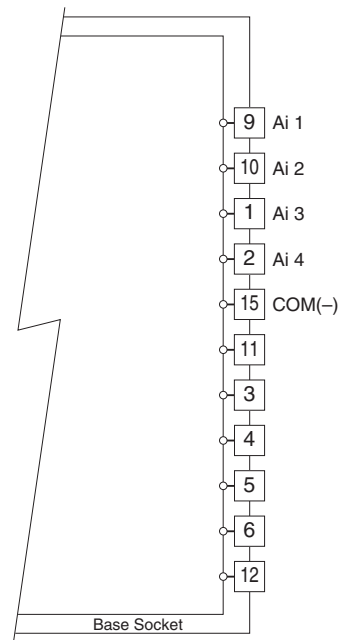 9 Ai 1
10 Ai 2
1 Ai 3
2 Ai 4
15 COM(–)
11
3
4
5
6
12
Base Socket